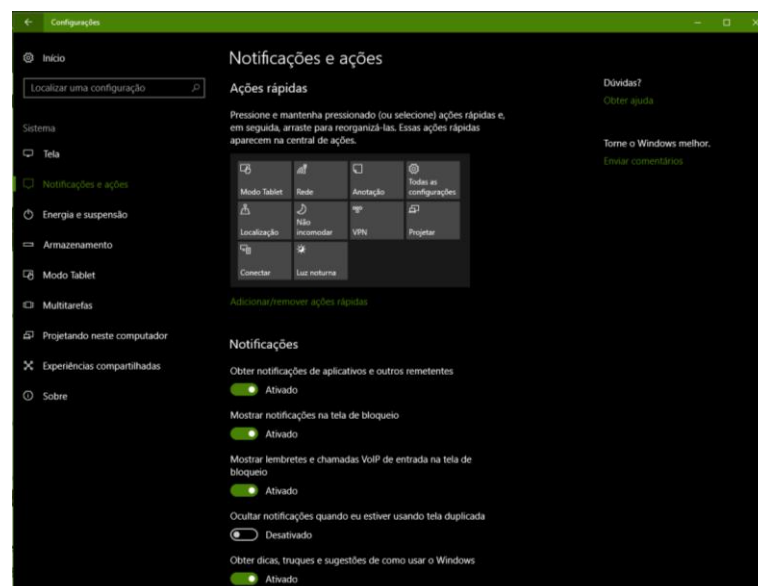 Configurações
Início
Localizar uma configuração
Sistema
Tela
Notificações e ações
Energia e suspensão
Armazenamento
Modo Tablet
Multitarefas
Projetando neste computador
Experiências compartilhadas
Sobre
Notificações e ações
Ações rápidas
Pressione e mantenha pressionado (ou selecione) ações rápidas e,
em seguida, arraste para reorganizá-las. Essas ações rápidas
aparecem na central de ações.
Modo Tablet
Rede
Anotação
Todas as
configurações
Localização
Não
incomodar
VPN
Projetar
Conectar
Luz noturna
Adicionar/remover ações rápidas
Notificações
Obter notificações de aplicativos e outros remetentes
Ativado
Mostrar notificações na tela de bloqueio
Ativado
Mostrar lembretes e chamadas VoIP de entrada na tela de
bloqueio
Ativado
Ocultar notificações quando eu estiver usando tela duplicada
Desativado
Obter dicas, truques e sugestões de como usar o Windows
Ativado
Dúvidas?
Obter ajuda
Torne o Windows melhor.
Enviar comentários